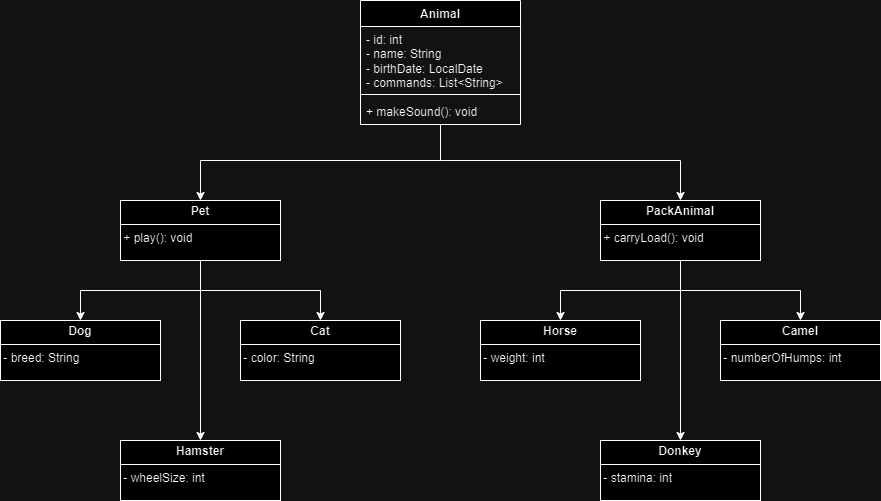 Animal
- id: int
- name: String
- birthDate: LocalDate
- commands: List<String>
+ makeSound(): void
Pet
+ play(): void
PackAnimal
+ carryLoad(): void
Dog
- breed: String
Cat
- color: String
Horse
- weight: int
Camel
- numberOfHumps: int
Hamster
- wheelSize: int
Donkey
- stamina: int